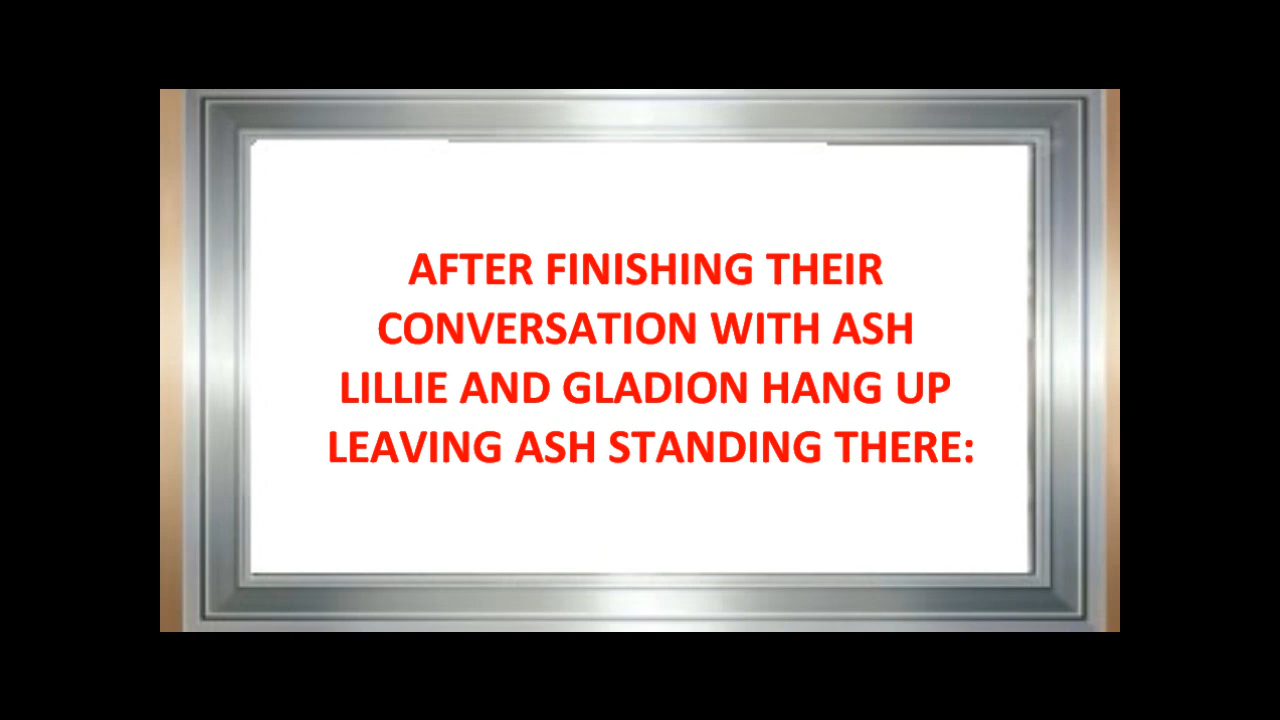 AFTER FINISHING THEIR
CONVERSATION WITH ASH
LILLIE AND GLADION HANG UP
LEAVING ASH STANDING THERE: